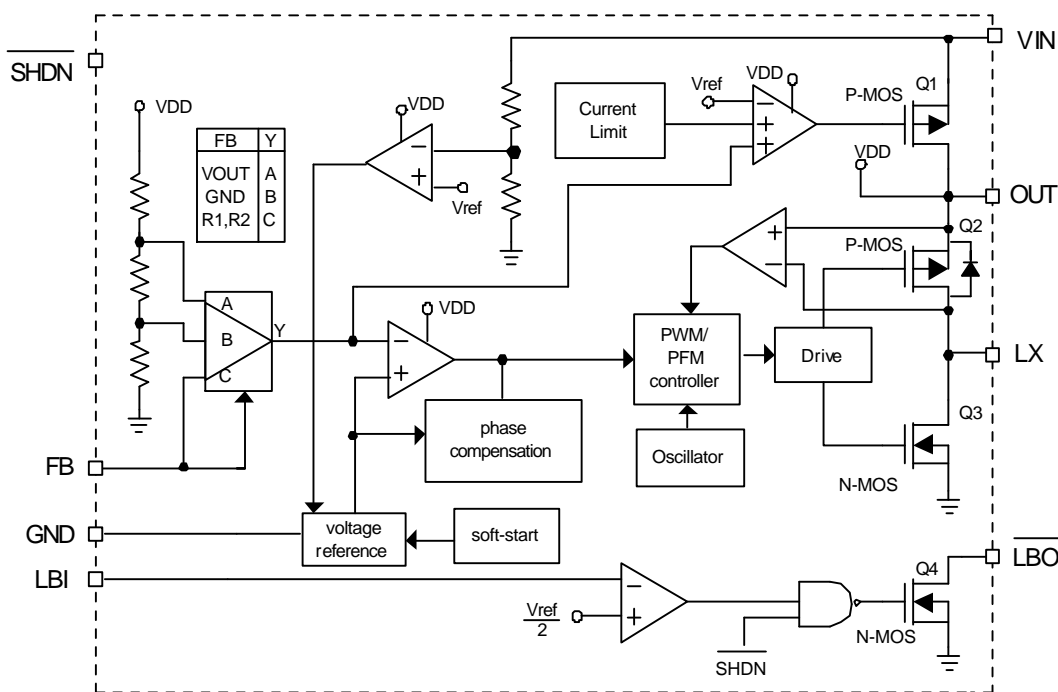 SHDN
VDD
FB Y
VOUT A
GND B
R1,R2 C
A
B
C
Y
VDD
−
+
Vref
Current
Limit
Vref
VDD
−
+
+
P-MOS
Q1
VIN
VDD
OUT
+
−
P-MOS
Q2
VDD
−
+
PWM/
PFM
controller
Drive
LX
phase
compensation
Oscillator
Q3
N-MOS
FB
GND
voltage
reference
soft-start
LBI
Vref
2
−
+
SHDN
Q4
N-MOS
LBO